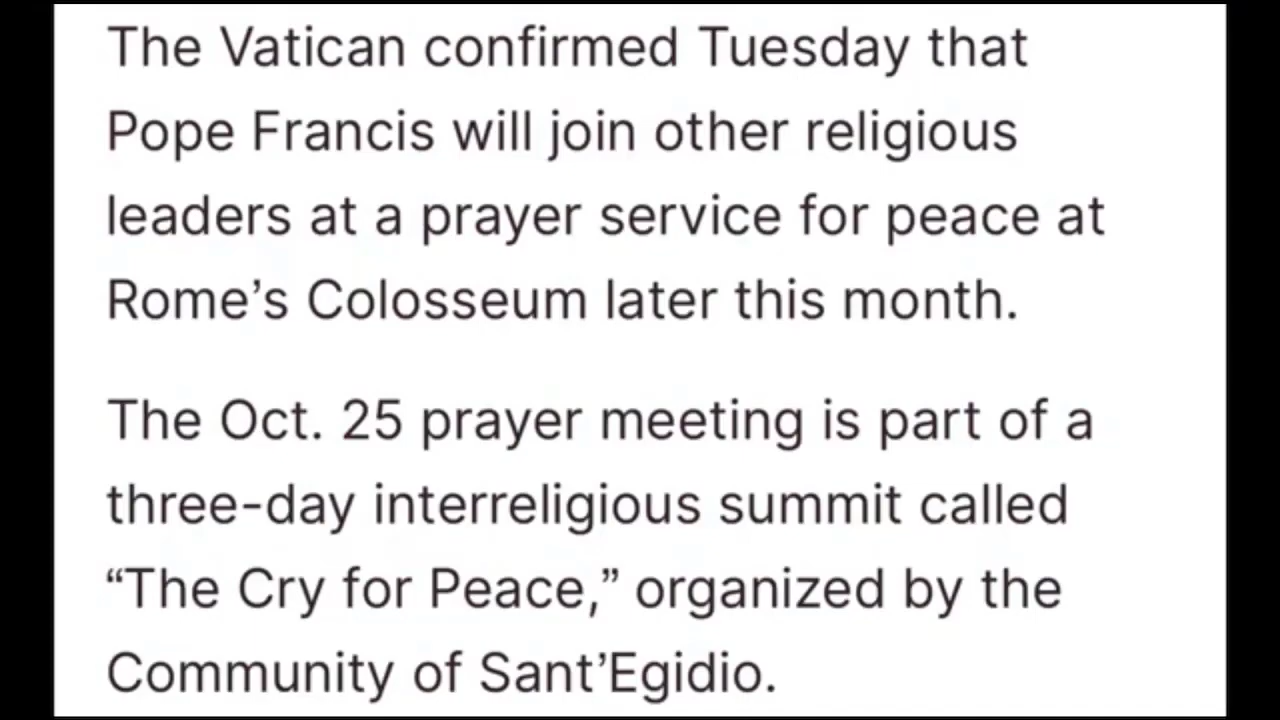 The Vatican confirmed Tuesday that
Pope Francis will join other religious
leaders at a prayer service for peace at
Rome’s Colosseum later this month.
The Oct. 25 prayer meeting is part of a
three-day interreligious summit called
“The Cry for Peace,” organized by the
Community of Sant’Egidio.